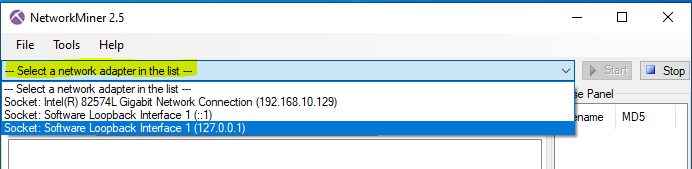 NetworkMiner 2.5
File Tools Help
--- Select a network adapter in the list ---
Start
Stop
--- Select a network adapter in the list ---
Socket: Intel(R) 82574L Gigabit Network Connection (192.168.10.129)
Socket: Software Loopback Interface 1 (::1)
Socket: Software Loopback Interface 1 (127.0.0.1)
Panel
MD5